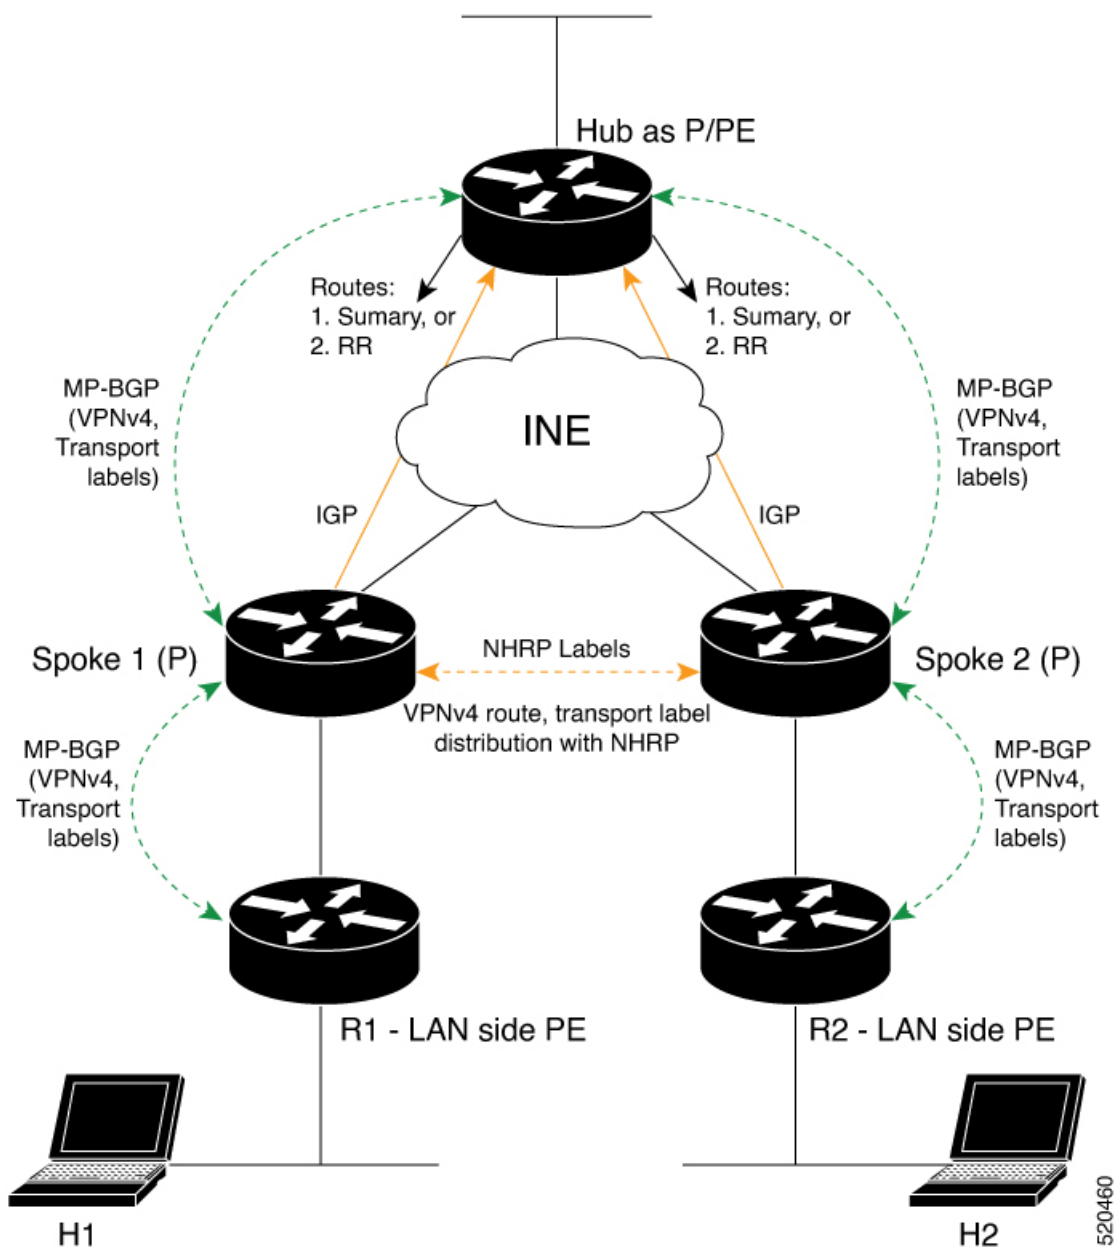 Hub as P/PE
Routes:
1. Sumary, or
2. RR
Routes:
1. Sumary, or
2. RR
MP-BGP
(VPNv4,
Transport
labels)
MP-BGP
(VPNv4,
Transport
labels)
INE
IGP
IGP
Spoke 1 (P)
NHRP Labels
Spoke 2 (P)
VPNv4 route, transport label
distribution with NHRP
MP-BGP
(VPNv4,
Transport
labels)
MP-BGP
(VPNv4,
Transport
labels)
R1 - LAN side PE
R2 - LAN side PE
H1
H2
520460